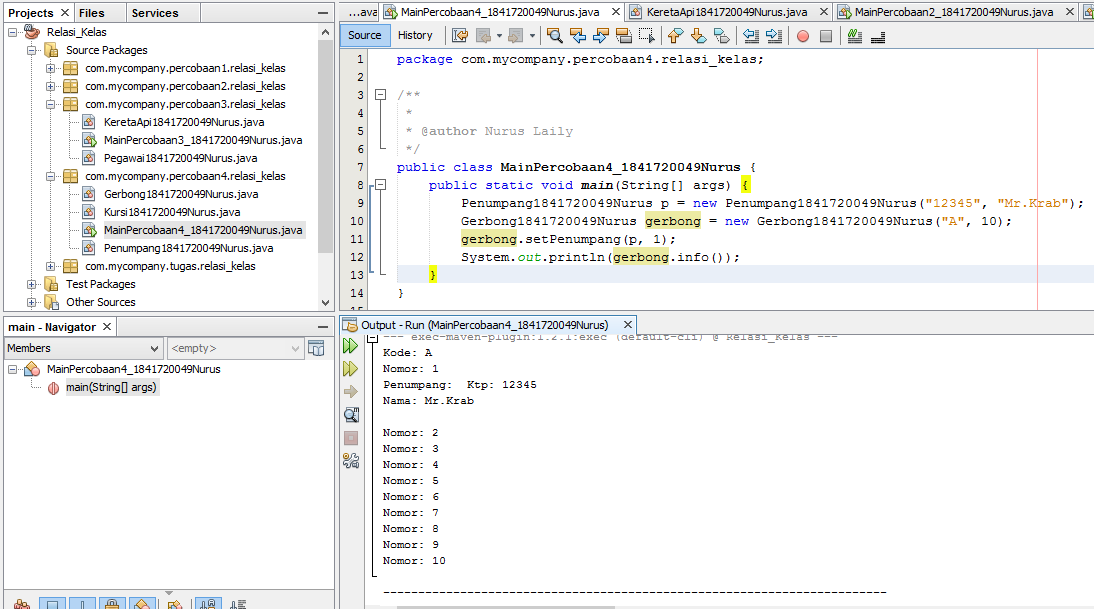 Projects × Files Services
Relasi_Kelas
Source Packages
com.mycompany.percobaan1.relasi_kelas
com.mycompany.percobaan2.relasi_kelas
com.mycompany.percobaan3.relasi_kelas
KeretaApi1841720049Nurus.java
MainPercobaan3_1841720049Nurus.java
Pegawai1841720049Nurus.java
com.mycompany.percobaan4.relasi_kelas
Gerbong1841720049Nurus.java
Kursi1841720049Nurus.java
MainPercobaan4_1841720049Nurus.java
Penumpang1841720049Nurus.java
com.mycompany.tugas.relasi_kelas
Test Packages
Other Sources
main - Navigator ×
Members <empty>
MainPercobaan4_1841720049Nurus
main(String[] args)
...ava MainPercobaan4_1841720049Nurus.java × KeretaApi1841720049Nurus.java × MainPercobaan2_1841720049Nurus.java ×
Source History
1 package com.mycompany.percobaan4.relasi_kelas;
2
3 /**
4 *
5 * @author Nurus Laily
6 */
7 public class MainPercobaan4_1841720049Nurus {
8 public static void main(String[] args) {
9 Penumpang1841720049Nurus p = new Penumpang1841720049Nurus("12345", "Mr.Krab");
10 Gerbong1841720049Nurus gerbong = new Gerbong1841720049Nurus("A", 10);
11 gerbong.setPenumpang(p, 1);
12 System.out.println(gerbong.info());
13 }
14 }
15
Output - Run (MainPercobaan4_1841720049Nurus) ×
--- exec-maven-plugin:1.2.1:exec (default-cli) @ Relasi_Kelas ---
Kode: A
Nomor: 1
Penumpang: Ktp: 12345
Nama: Mr.Krab
Nomor: 2
Nomor: 3
Nomor: 4
Nomor: 5
Nomor: 6
Nomor: 7
Nomor: 8
Nomor: 9
Nomor: 10
------------------------------------------------------------------------